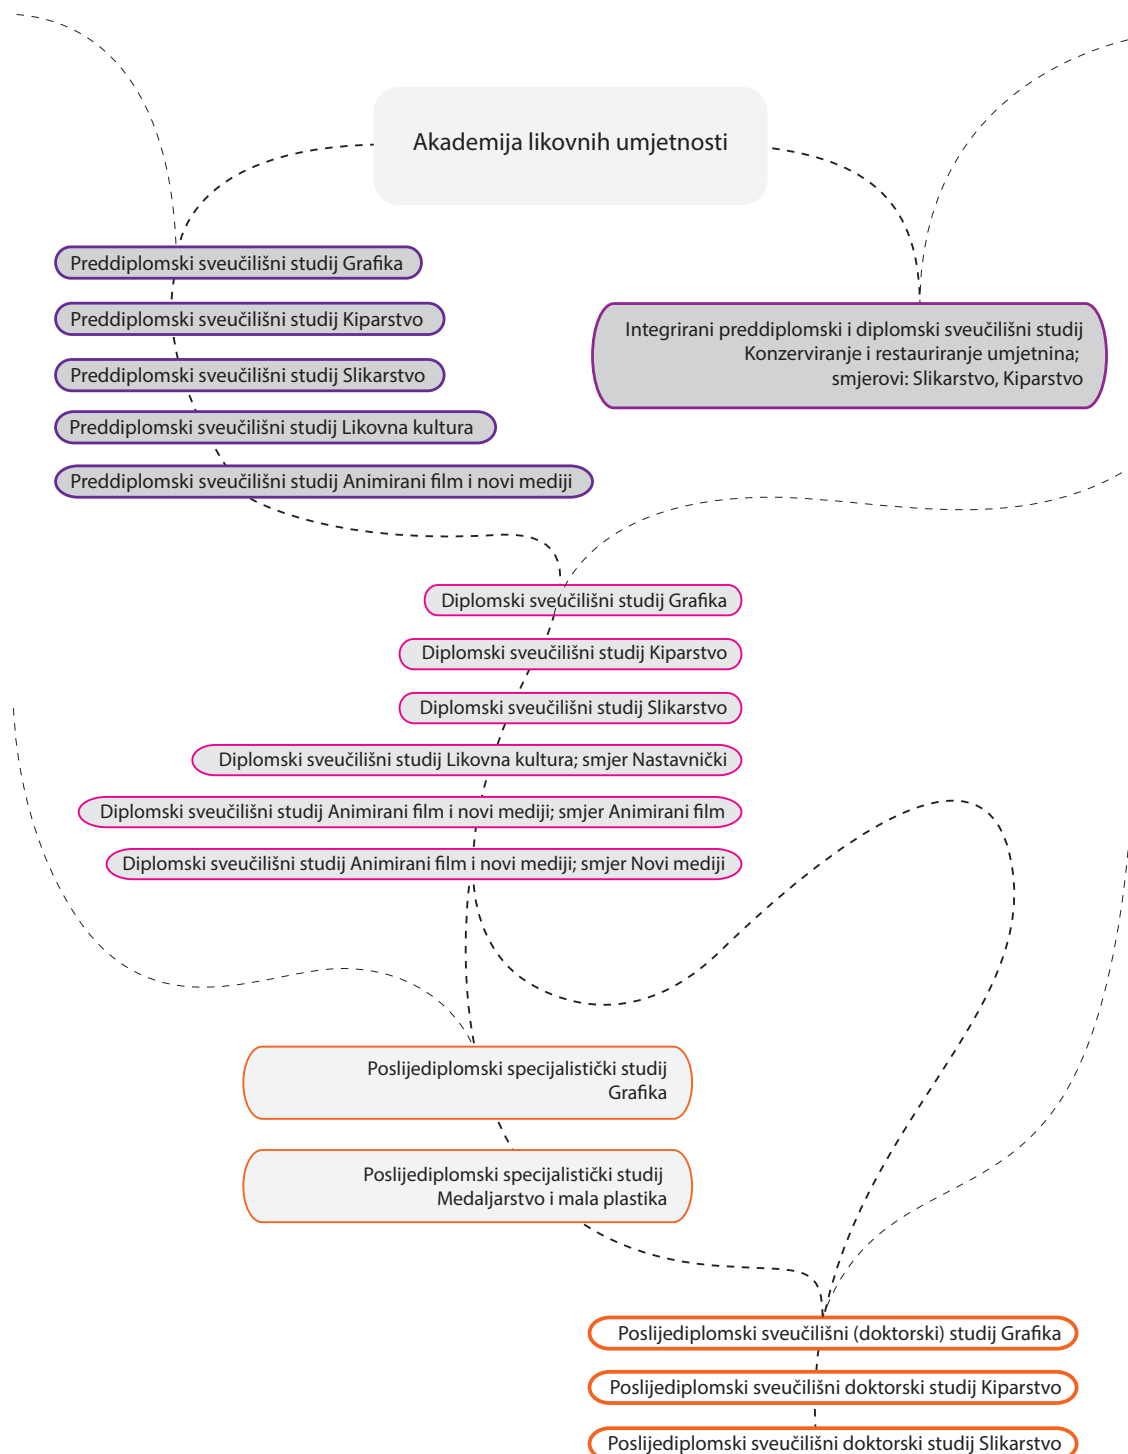 Akademija likovnih umjetnosti
Preddiplomski sveučilišni studij Grafika
Preddiplomski sveučilišni studij Kiparstvo
Preddiplomski sveučilišni studij Slikarstvo
Preddiplomski sveučilišni studij Likovna kultura
Preddiplomski sveučilišni studij Animirani film i novi mediji
Integrirani preddiplomski i diplomski sveučilišni studij
Konzerviranje i restauriranje umjetnina;
smjerovi: Slikarstvo, Kiparstvo
Diplomski sveučilišni studij Grafika
Diplomski sveučilišni studij Kiparstvo
Diplomski sveučilišni studij Slikarstvo
Diplomski sveučilišni studij Likovna kultura; smjer Nastavnički
Diplomski sveučilišni studij Animirani film i novi mediji; smjer Animirani film
Diplomski sveučilišni studij Animirani film i novi mediji; smjer Novi mediji
Poslijediplomski specijalistički studij
Grafika
Poslijediplomski specijalistički studij
Medaljarstvo i mala plastika
Poslijediplomski sveučilišni (doktorski) studij Grafika
Poslijediplomski sveučilišni doktorski studij Kiparstvo
Poslijediplomski sveučilišni doktorski studij Slikarstvo